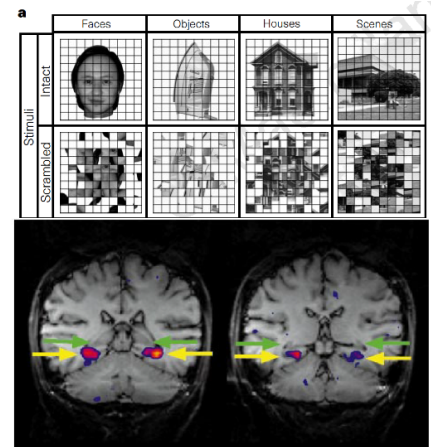 a
Faces Objects Houses Scenes
Stimuli
Intact
Scrambled